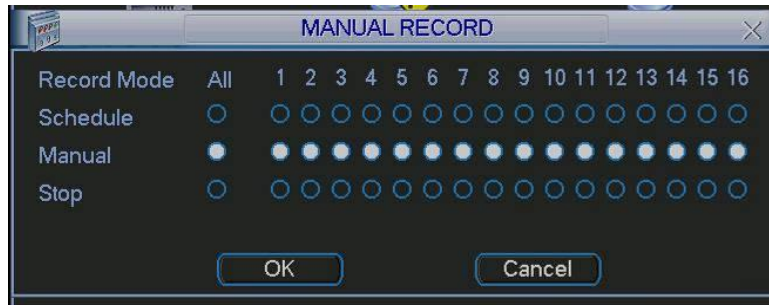 MANUAL RECORD
Record Mode All 1 2 3 4 5 6 7 8 9 10 11 12 13 14 15 16
Schedule
Manual
Stop
OK Cancel